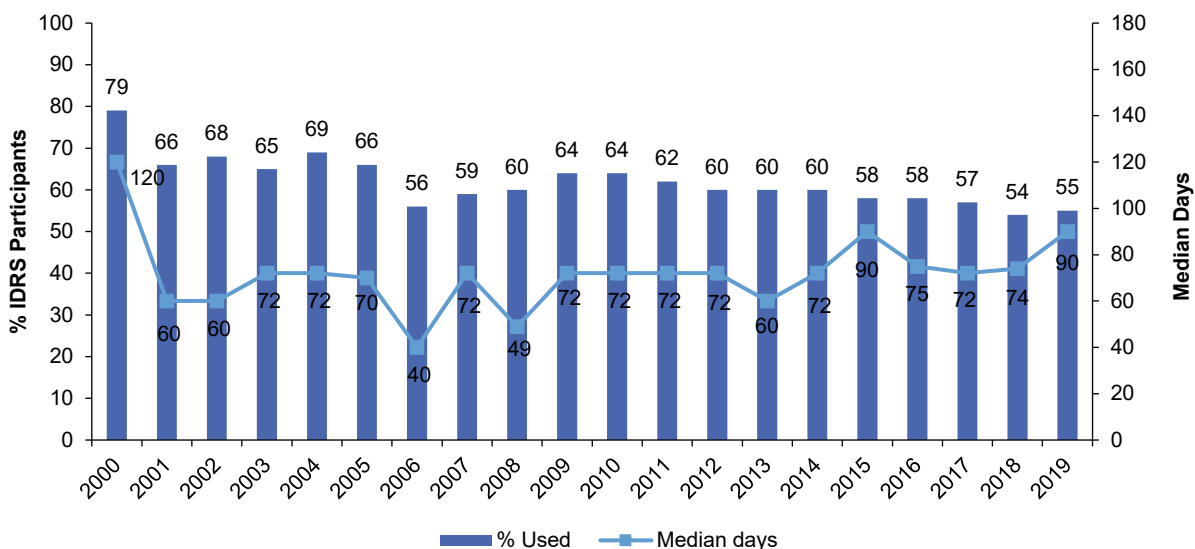 100 180
90 160
80 140
70 120
60 100
50 80
40 60
30 40
20 20
10 0
0
% IDRS Participants
Median Days
79 66 68 65 69 66 56 59 60 64 64 62 60 60 60 58 58 57 54 55
120 60 60 72 72 70 40 72 49 72 72 72 72 60 72 90 75 72 74 90
2000 2001 2002 2003 2004 2005 2006 2007 2008 2009 2010 2011 2012 2013 2014 2015 2016 2017 2018 2019
% Used Median days